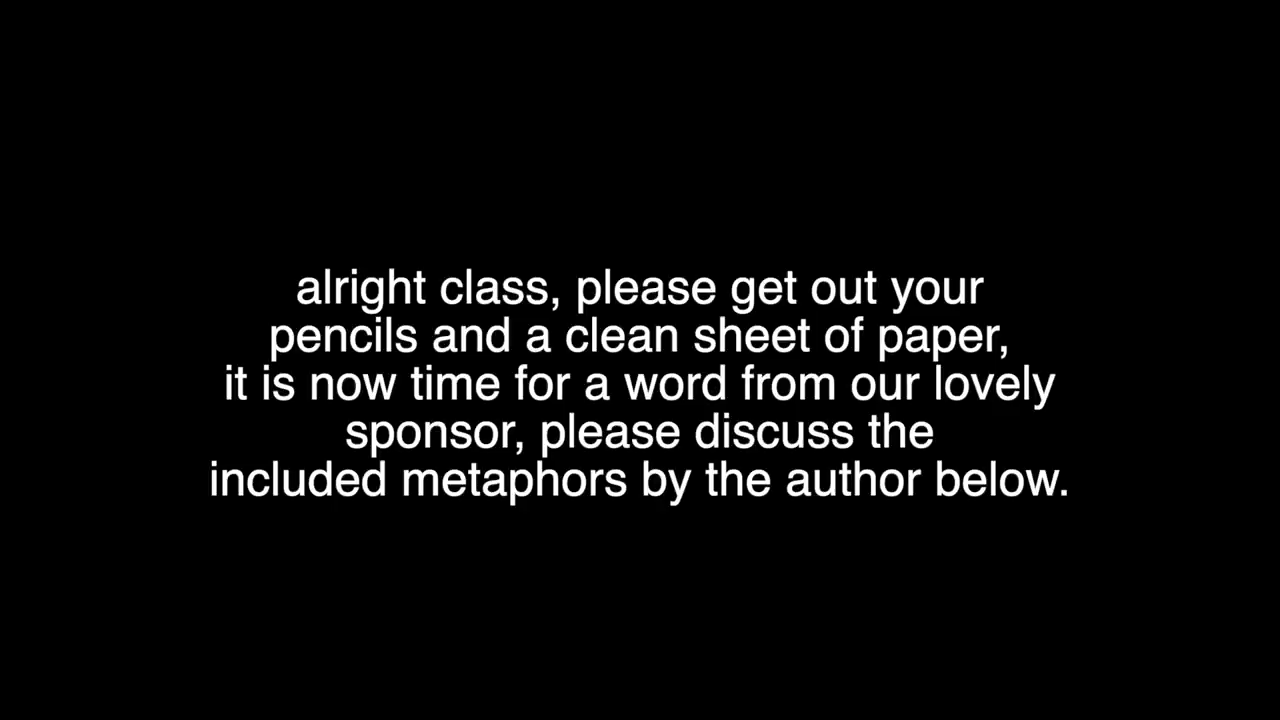 alright class, please get out your
pencils and a clean sheet of paper,
it is now time for a word from our lovely
sponsor, please discuss the
included metaphors by the author below.